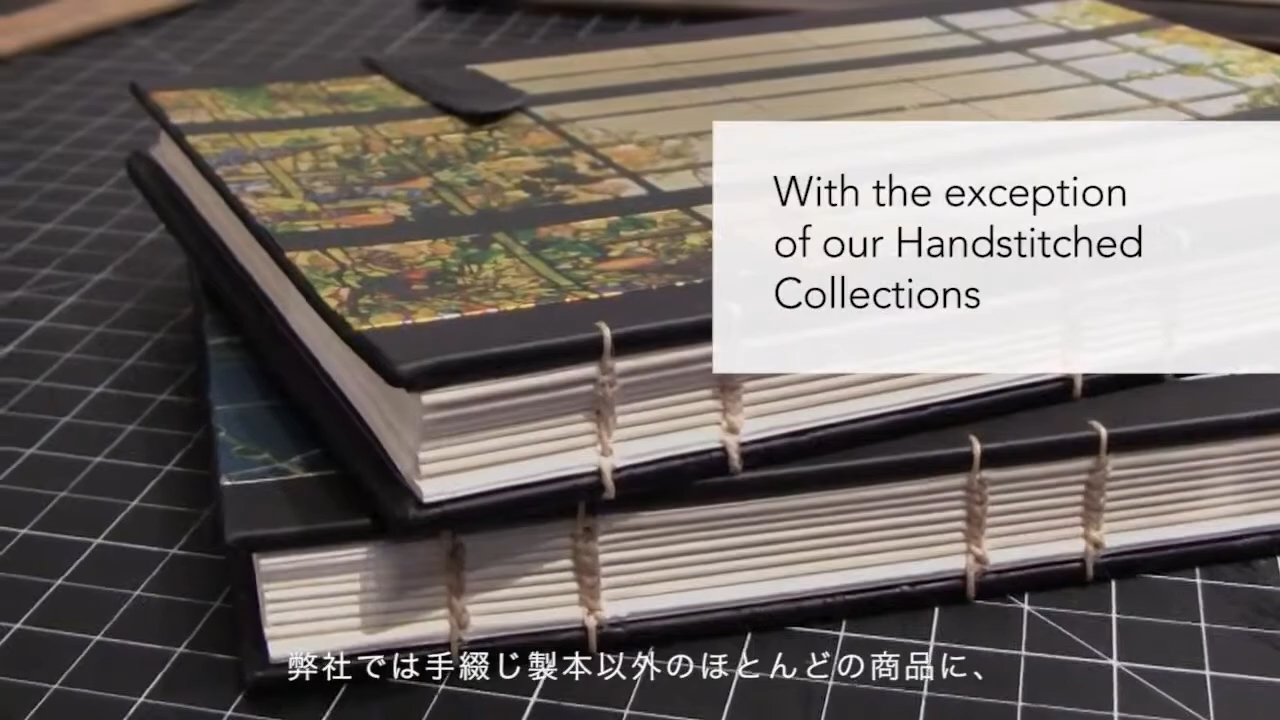 With the exception
of our Handstitched
Collections
弊社では手綴じ製本以外のほとんどの商品に、